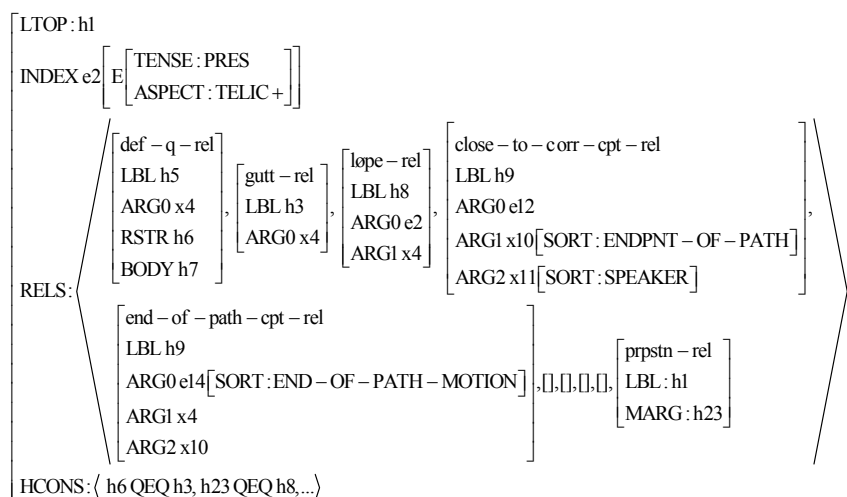 LTOP : h1
INDEX e2 [ E [ TENSE : PRES
ASPECT : TELIC + ] ]
RELS :
def – q – rel
LBL h5
ARG0 x4
RSTR h6
BODY h7
,
gutt – rel
LBL h3
ARG0 x4
,
løpe – rel
LBL h8
ARG0 e2
ARG1 x4
,
close – to – corr – cpt – rel
LBL h9
ARG0 e12
ARG1 x10 [SORT : ENDPNT – OF – PATH]
ARG2 x11 [SORT : SPEAKER]
,
end – of – path – cpt – rel
LBL h9
ARG0 e14 [SORT : END – OF – PATH – MOTION]
ARG1 x4
ARG2 x10
,[],[],[],[],
prpstn – rel
LBL : h1
MARG : h23
HCONS : ⟨ h6 QEQ h3, h23 QEQ h8,...⟩